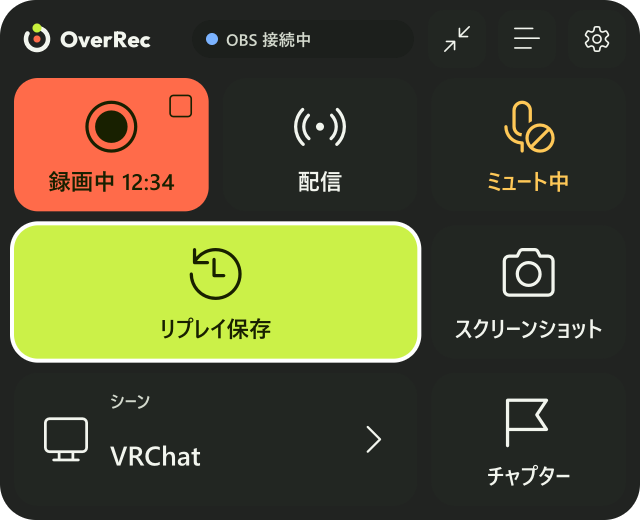 OverRec
OBS 接続中
録画中 12:34
配信
ミュート中
リプレイ保存
スクリーンショット
シーン
VRChat
チャプター